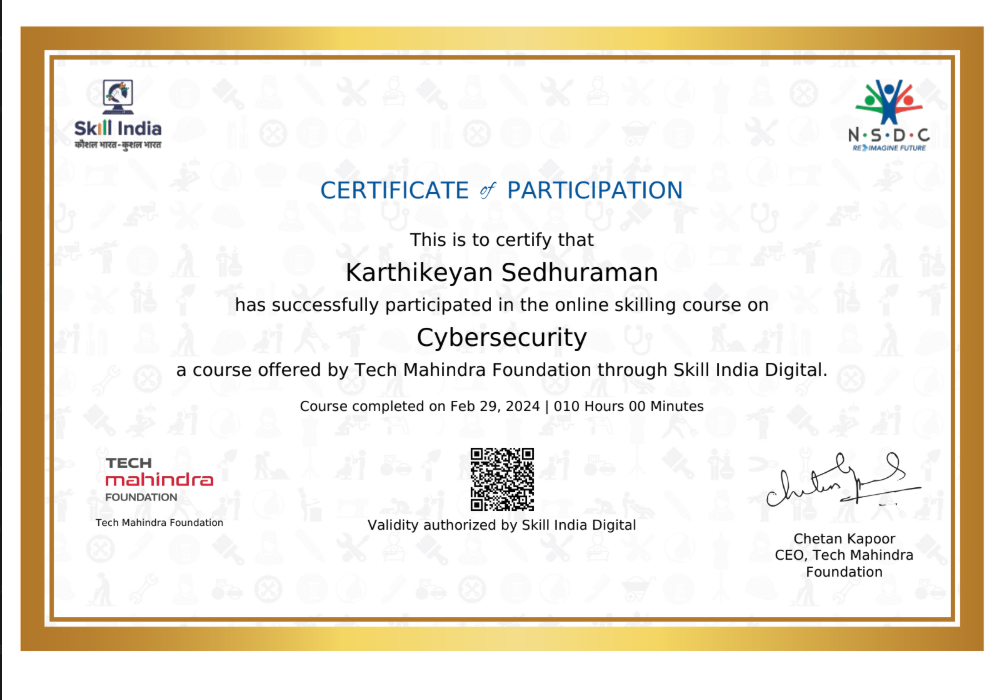 Skill India
कौशल भारत-कुशल भारत
N·S·D·C
RE IMAGINE FUTURE
CERTIFICATE of PARTICIPATION
This is to certify that
Karthikeyan Sedhuraman
has successfully participated in the online skilling course on
Cybersecurity
a course offered by Tech Mahindra Foundation through Skill India Digital.
Course completed on Feb 29, 2024 | 010 Hours 00 Minutes
TECH
mahindra
FOUNDATION
Tech Mahindra Foundation
Validity authorized by Skill India Digital
Chetan Kapoor
CEO, Tech Mahindra
Foundation